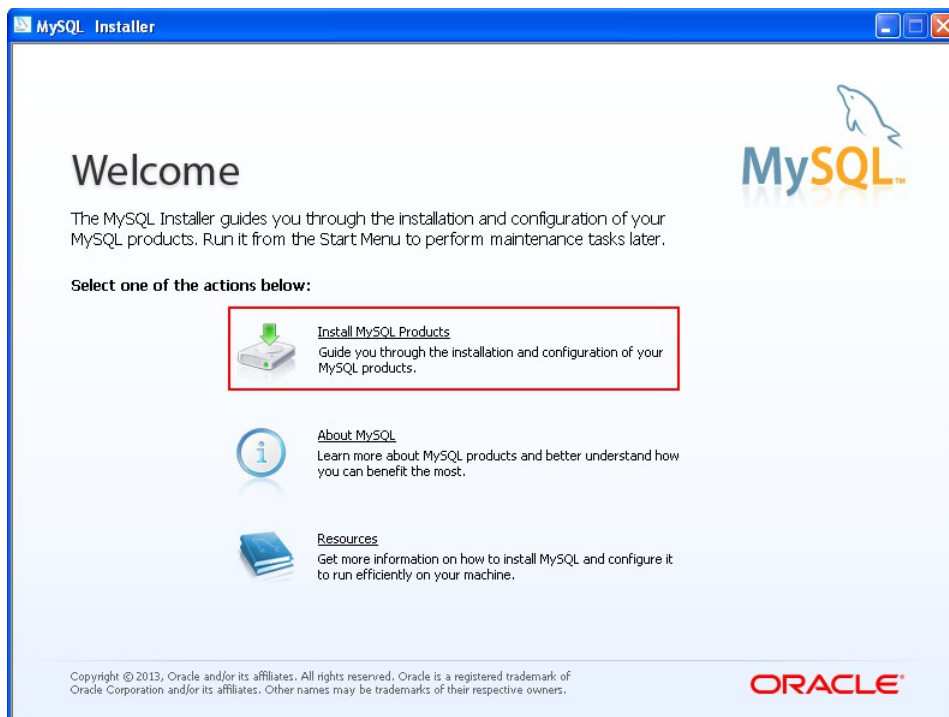 MySQL Installer
MySQL™
Welcome
The MySQL Installer guides you through the installation and configuration of your
MySQL products. Run it from the Start Menu to perform maintenance tasks later.
Select one of the actions below:
Install MySQL Products
Guide you through the installation and configuration of your
MySQL products.
About MySQL
Learn more about MySQL products and better understand how
you can benefit the most.
Resources
Get more information on how to install MySQL and configure it
to run efficiently on your machine.
Copyright © 2013, Oracle and/or its affiliates. All rights reserved. Oracle is a registered trademark of
Oracle Corporation and/or its affiliates. Other names may be trademarks of their respective owners.
ORACLE®